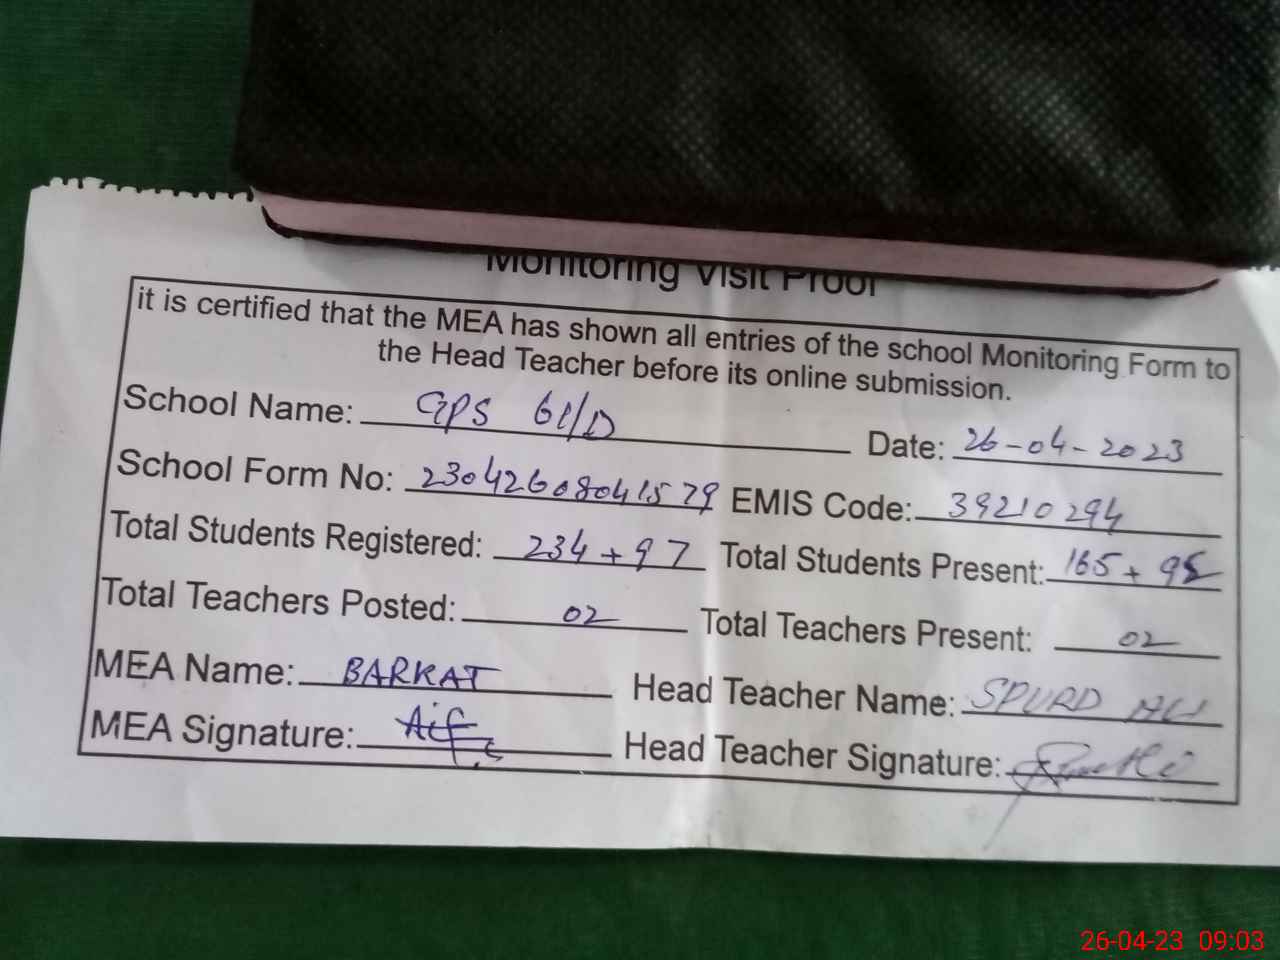 Monitoring Visit Proof
it is certified that the MEA has shown all entries of the school Monitoring Form to
the Head Teacher before its online submission.
School Name: GPS 61/D Date: 26-04-2023
School Form No: 23042608041579 EMIS Code: 39210294
Total Students Registered: 234+97 Total Students Present: 165+95
Total Teachers Posted: 02 Total Teachers Present: 02
MEA Name: BARKAT Head Teacher Name: ALI
MEA Signature: Head Teacher Signature:
26-04-23 09:03